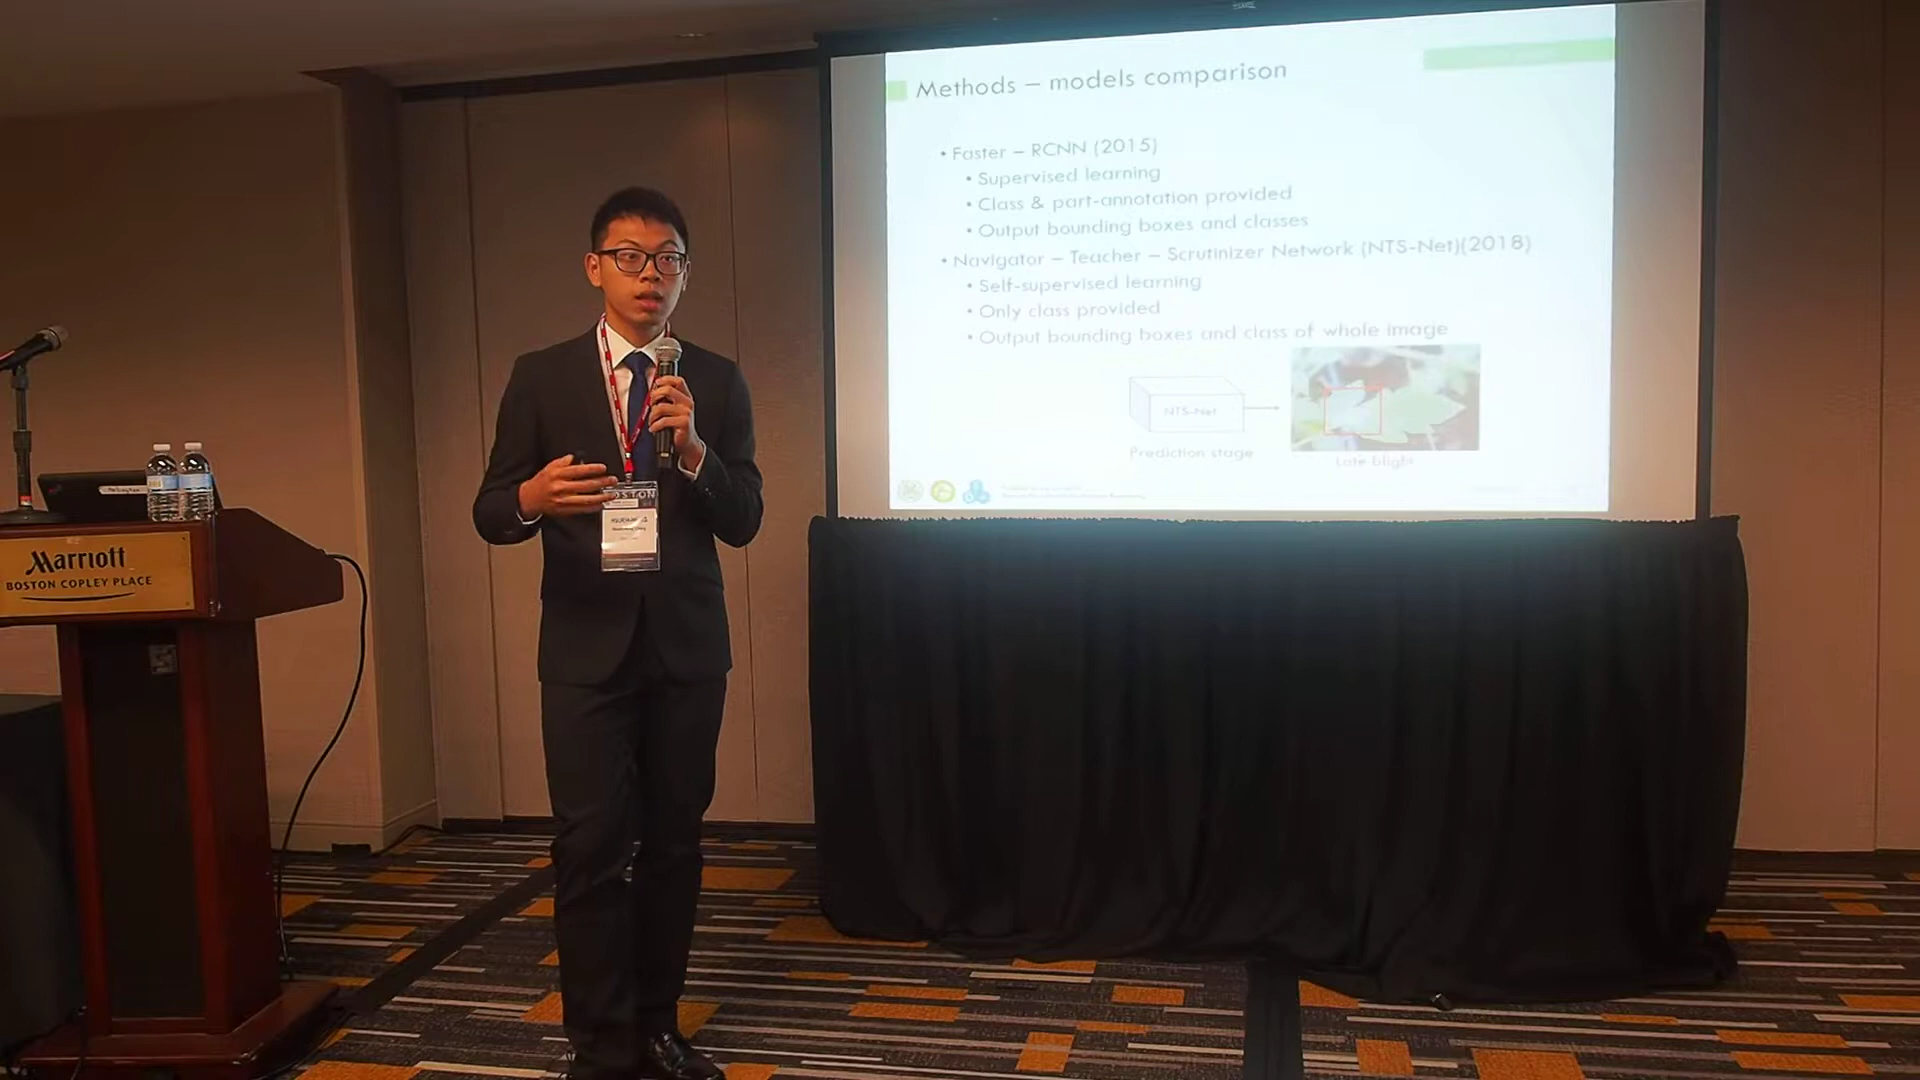 Methods – models comparison
• Faster – RCNN (2015)
• Supervised learning
• Class & part-annotation provided
• Output bounding boxes and classes
• Navigator – Teacher – Scrutinizer Network (NTS-Net)(2018)
• Self-supervised learning
• Only class provided
• Output bounding boxes and class of whole image
NTS-Net
Prediction stage
Late blight
BOSTON
Marriott
BOSTON COPLEY PLACE